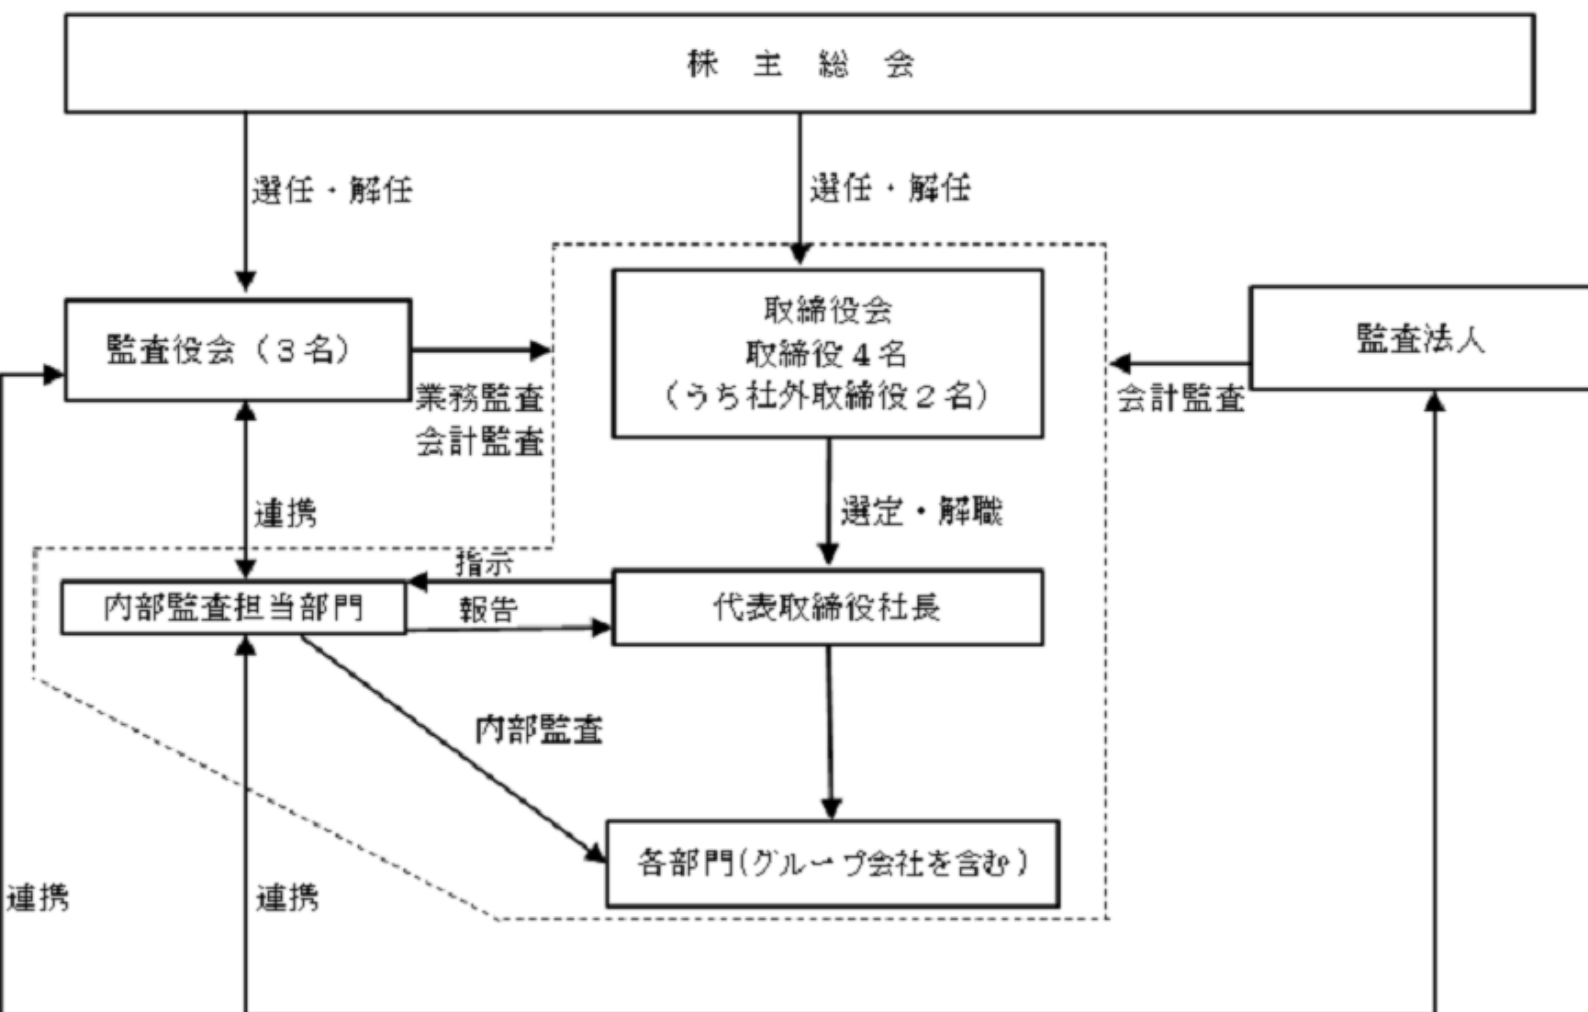 株 主 総 会
選任・解任
選任・解任
監査役会（３名）
取締役会
取締役４名
（うち社外取締役２名）
監査法人
業務監査
会計監査
会計監査
連携
選定・解職
指示
内部監査担当部門
報告
代表取締役社長
内部監査
各部門(グループ会社を含む)
連携
連携